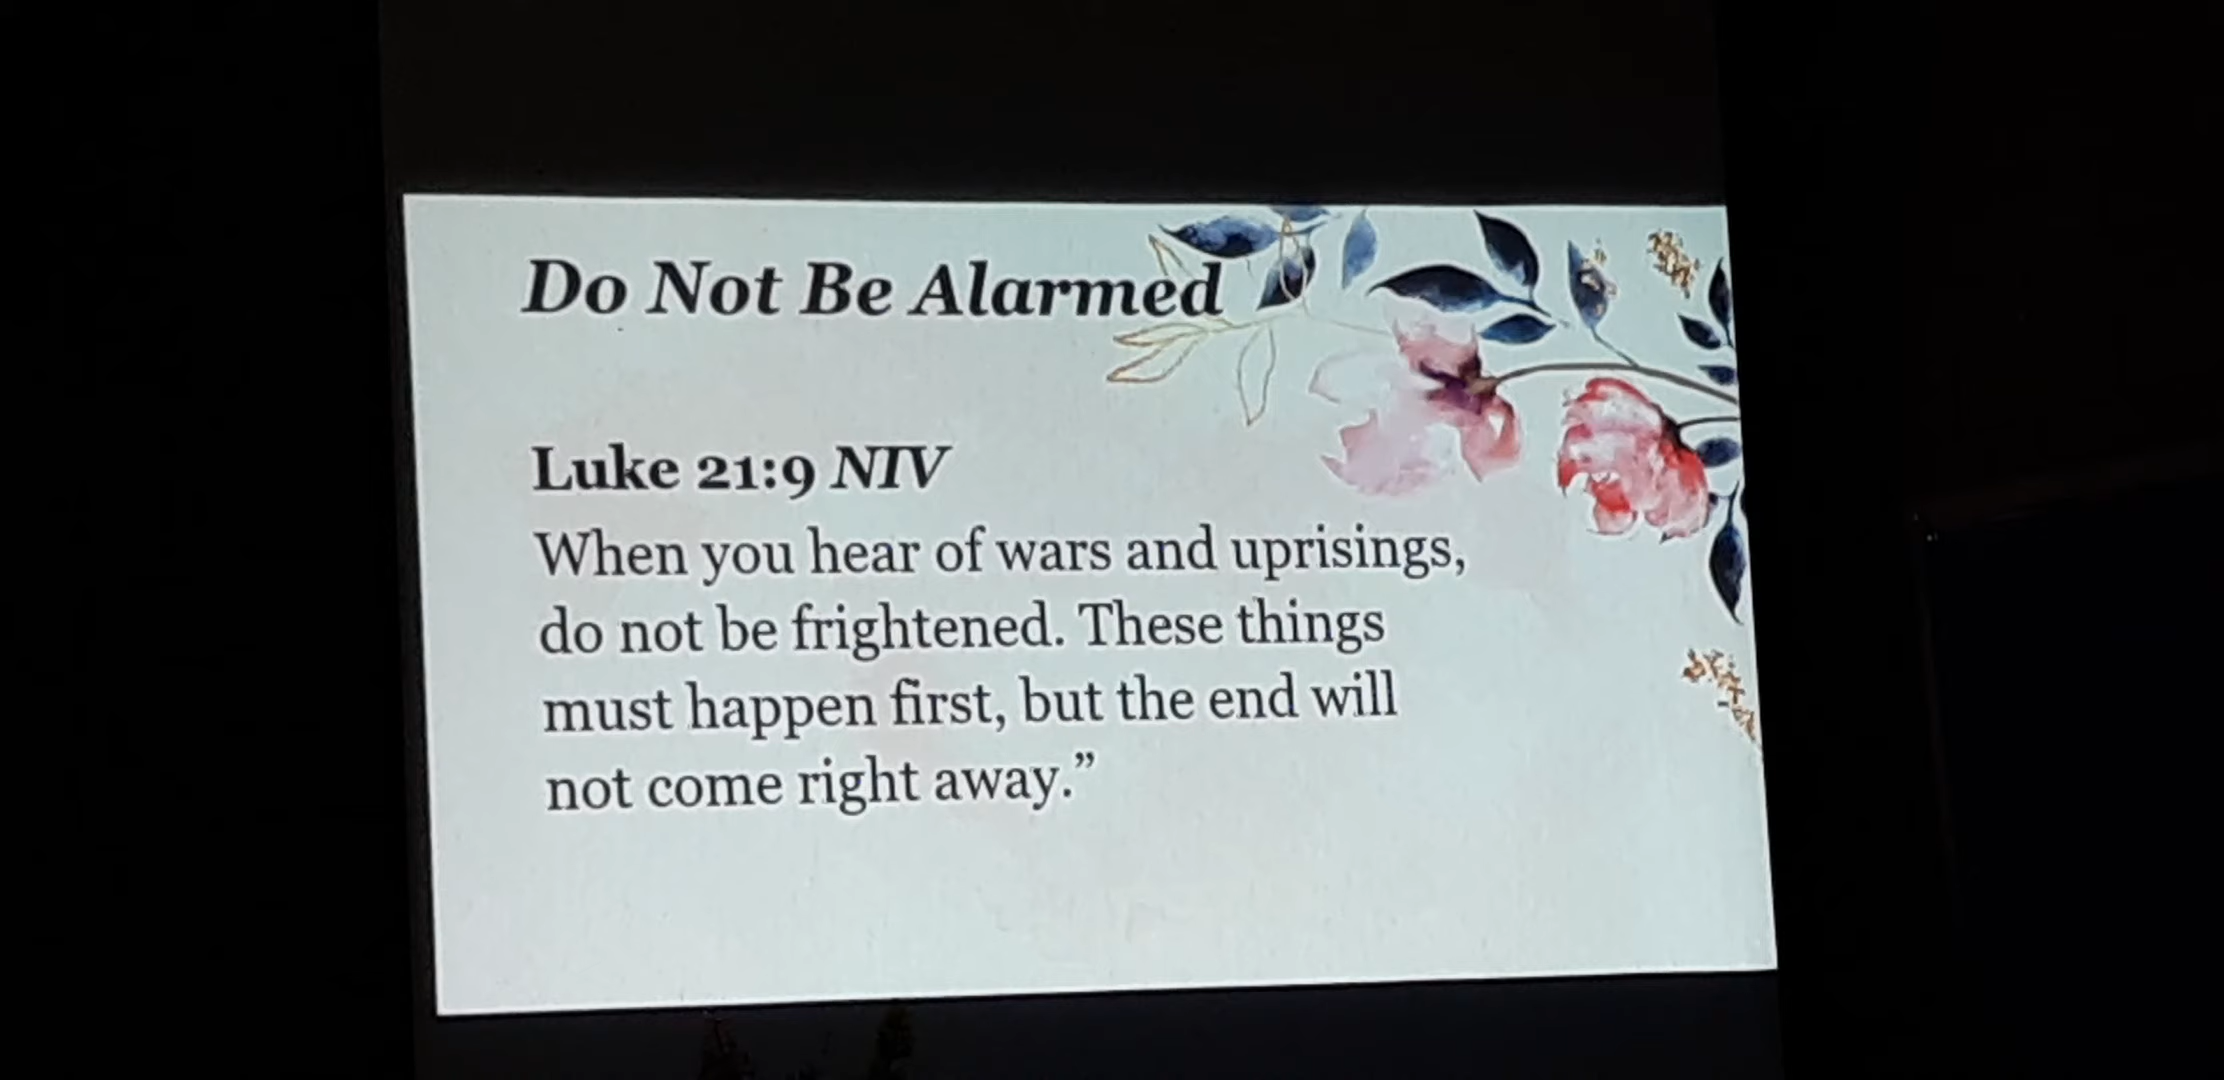 Do Not Be Alarmed
Luke 21:9 NIV
When you hear of wars and uprisings,
do not be frightened. These things
must happen first, but the end will
not come right away.”